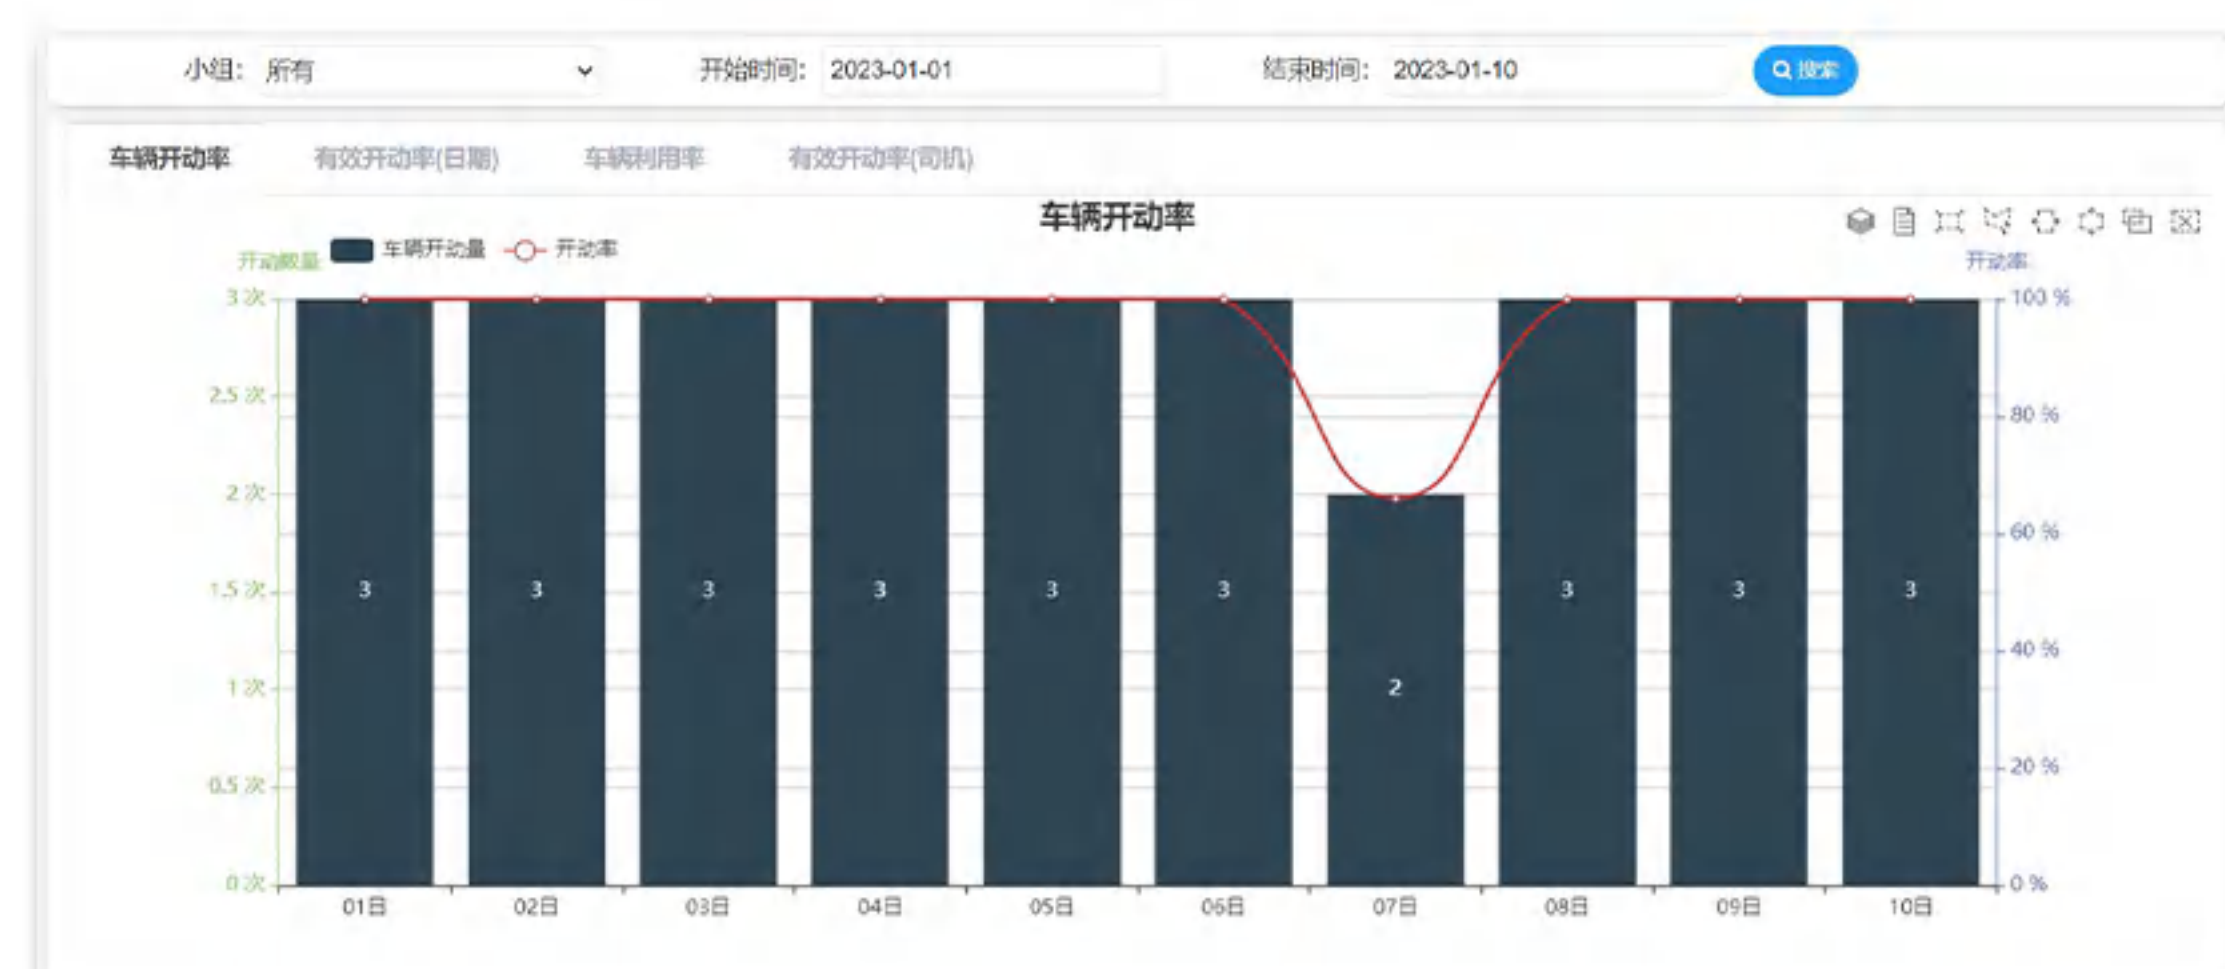 小组: 所有 开始时间: 2023-01-01 结束时间: 2023-01-10 搜索
车辆开动率 有效开动率(日期) 车辆利用率 有效开动率(司机)
车辆开动率
开动数量 车辆开动量 开动率 开动率
3 次 100 %
2.5 次 80 %
2 次 60 %
1.5 次 3 3 3 3 3 3 3 3 3
40 %
1 次 2
20 %
0.5 次
0 次 0 %
01日 02日 03日 04日 05日 06日 07日 08日 09日 10日